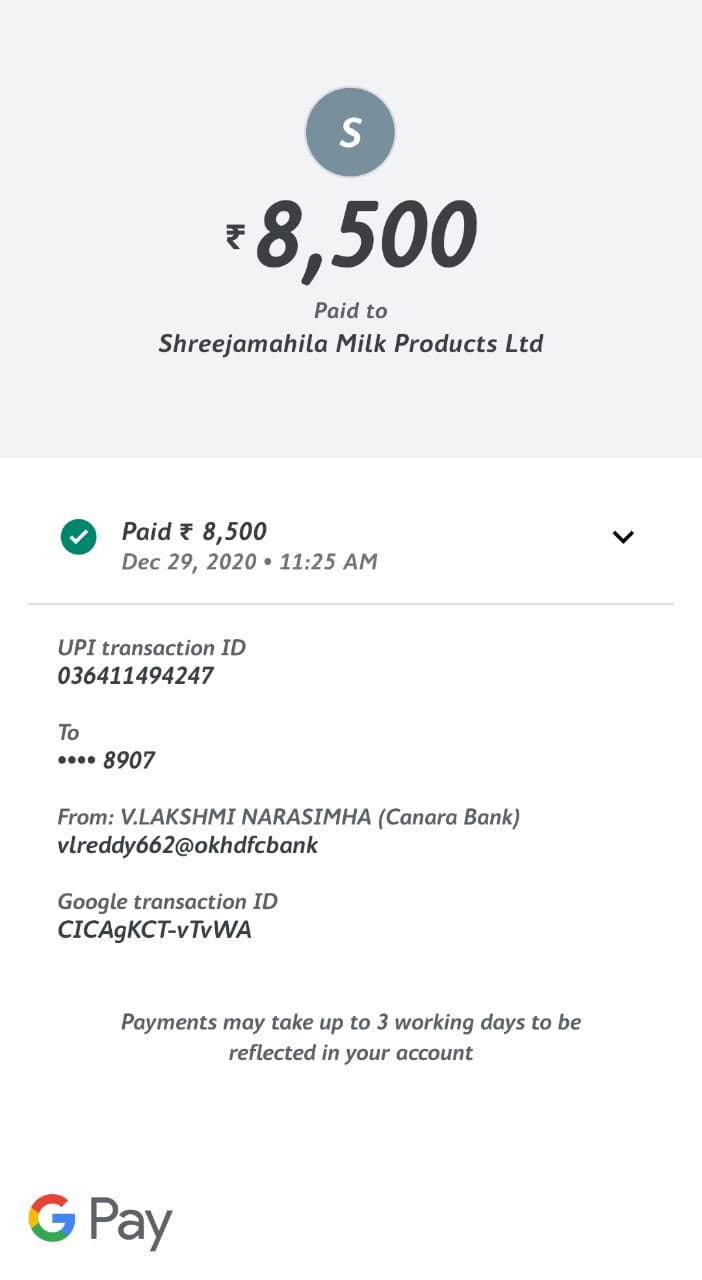 S
₹8,500
Paid to
Shreejamahila Milk Products Ltd
Paid ₹ 8,500
Dec 29, 2020 • 11:25 AM
UPI transaction ID
036411494247
To
•••• 8907
From: V.LAKSHMI NARASIMHA (Canara Bank)
vlreddy662@okhdfcbank
Google transaction ID
CICAgKCT-vTvWA
Payments may take up to 3 working days to be
reflected in your account
G Pay